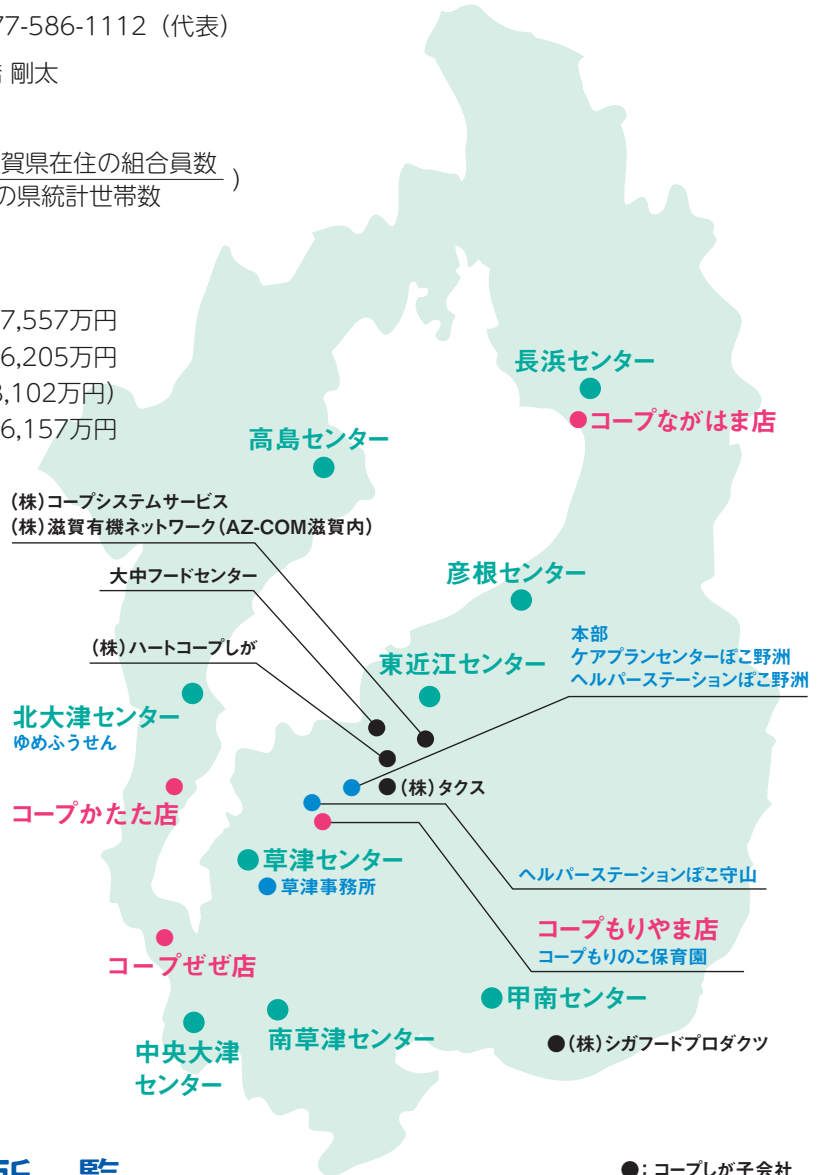 77-586-1112（代表）
剛太
賀県在住の組合員数
の県統計世帯数
）
7,557万円
6,205万円
,102万円）
6,157万円
長浜センター
コープながはま店
高島センター
（株）コープシステムサービス
（株）滋賀有機ネットワーク（AZ-COM滋賀内）
大中フードセンター
彦根センター
本部
ケアプランセンターぽこ野洲
ヘルパーステーションぽこ野洲
（株）ハートコープしが
東近江センター
北大津センター
ゆめふうせん
（株）タクス
コープかたた店
草津センター
草津事務所
ヘルパーステーションぽこ守山
コープもりやま店
コープもりのこ保育園
コープぜぜ店
甲南センター
南草津センター
中央大津
センター
（株）シガフードプロダクツ
所一覧
●：コープしが子会社